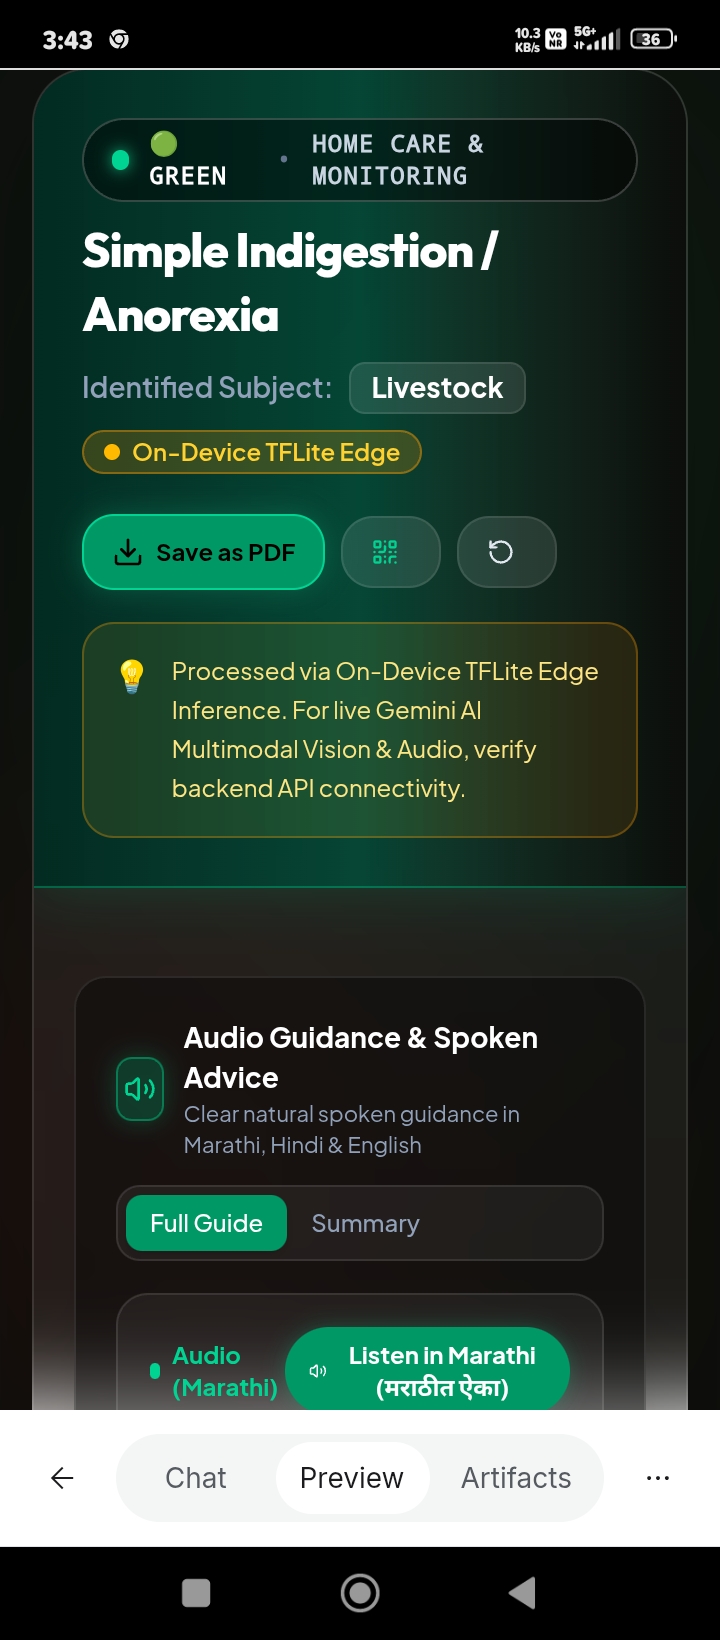 3:43
10.3 KB/s
Vo NR
5G+
36
🟢 GREEN
•
HOME CARE & MONITORING
Simple Indigestion /
Anorexia
Identified Subject: Livestock
On-Device TFLite Edge
Save as PDF
Processed via On-Device TFLite Edge
Inference. For live Gemini AI
Multimodal Vision & Audio, verify
backend API connectivity.
Audio Guidance & Spoken
Advice
Clear natural spoken guidance in
Marathi, Hindi & English
Full Guide Summary
Audio
(Marathi)
Listen in Marathi
(मराठीत ऐका)
Chat Preview Artifacts